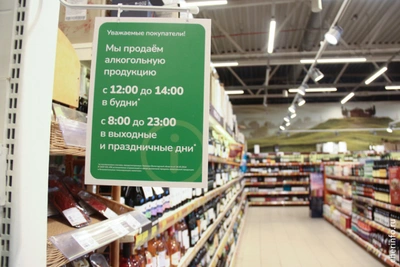 Уважаемые покупатели!
Мы продаём
алкогольную
продукцию
с 12:00 до 14:00
в будни*
с 8:00 до 23:00
в выходные
и праздничные дни*